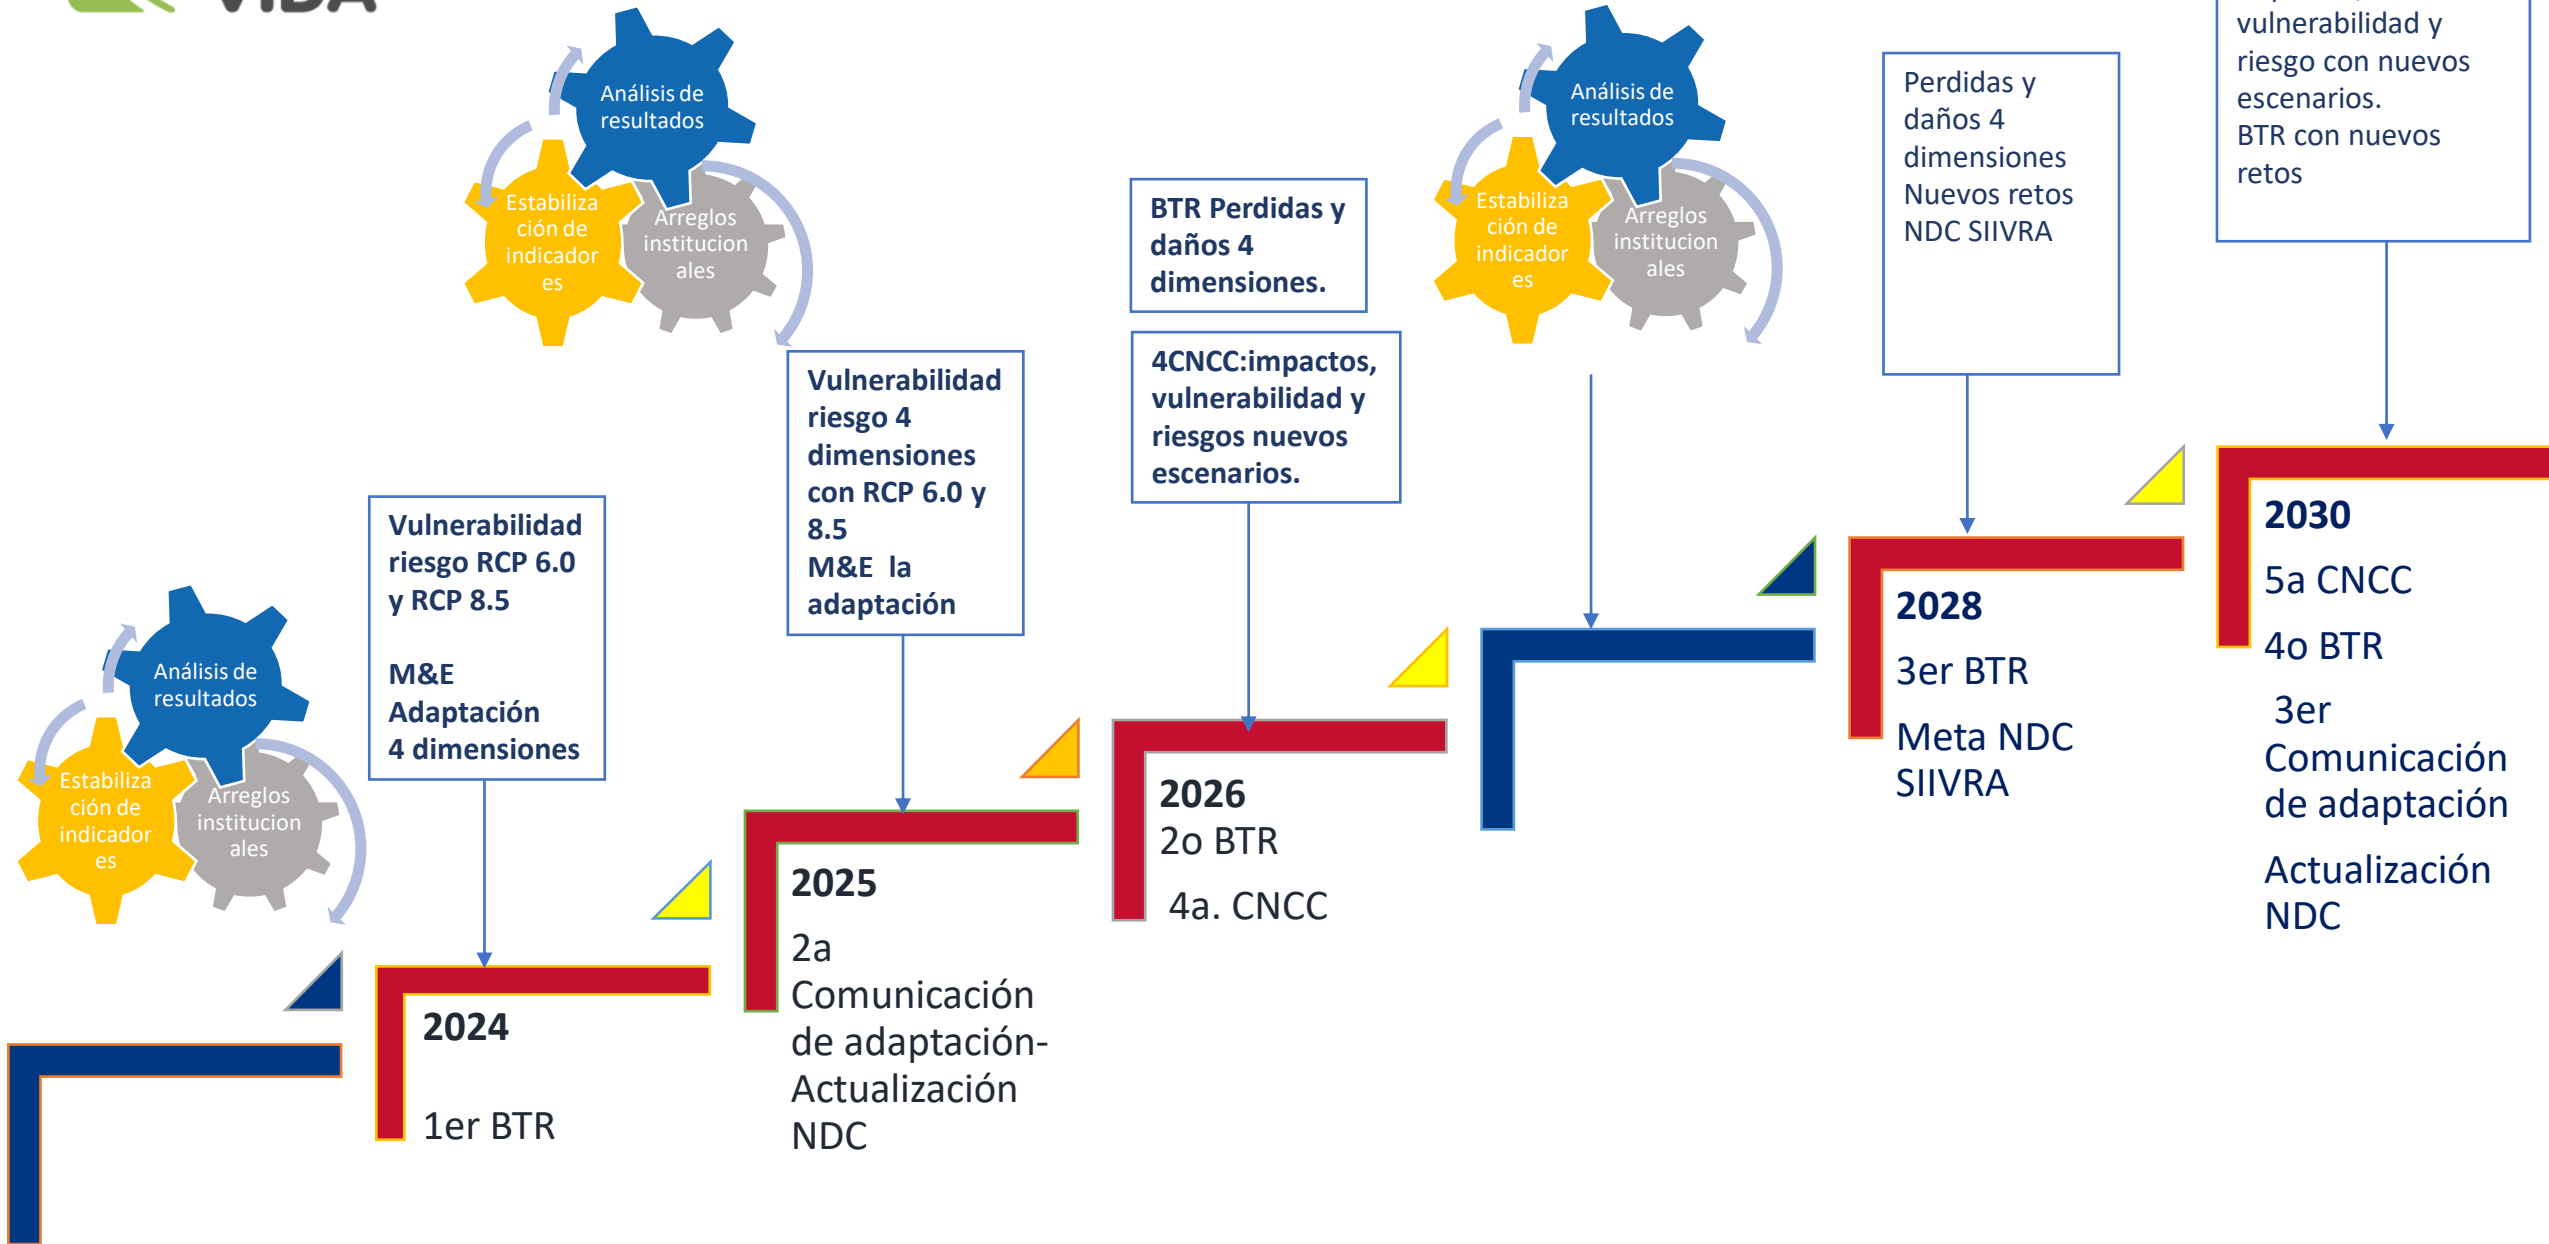 VIDA
Análisis de
resultados
Estabiliza
ción de
indicador
es
Arreglos
institucion
ales
Vulnerabilidad
riesgo RCP 6.0
y RCP 8.5
M&E
Adaptación
4 dimensiones
2024
1er BTR
Análisis de
resultados
Estabiliza
ción de
indicador
es
Arreglos
institucion
ales
Vulnerabilidad
riesgo 4
dimensiones
con RCP 6.0 y
8.5
M&E la
adaptación
2025
2a
Comunicación
de adaptación-
Actualización
NDC
BTR Perdidas y
daños 4
dimensiones.
4CNCC:impactos,
vulnerabilidad y
riesgos nuevos
escenarios.
2026
2o BTR
4a. CNCC
Análisis de
resultados
Estabiliza
ción de
indicador
es
Arreglos
institucion
ales
Perdidas y
daños 4
dimensiones
Nuevos retos
NDC SIIVRA
2028
3er BTR
Meta NDC
SIIVRA
vulnerabilidad y
riesgo con nuevos
escenarios.
BTR con nuevos
retos
2030
5a CNCC
4o BTR
3er
Comunicación
de adaptación
Actualización
NDC